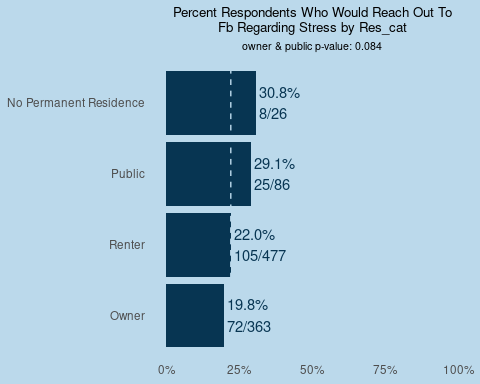 Percent Respondents Who Would Reach Out To
Fb Regarding Stress by Res_cat
owner & public p-value: 0.084
No Permanent Residence
30.8%
8/26
Public
29.1%
25/86
Renter
22.0%
105/477
Owner
19.8%
72/363
0% 25% 50% 75% 100%